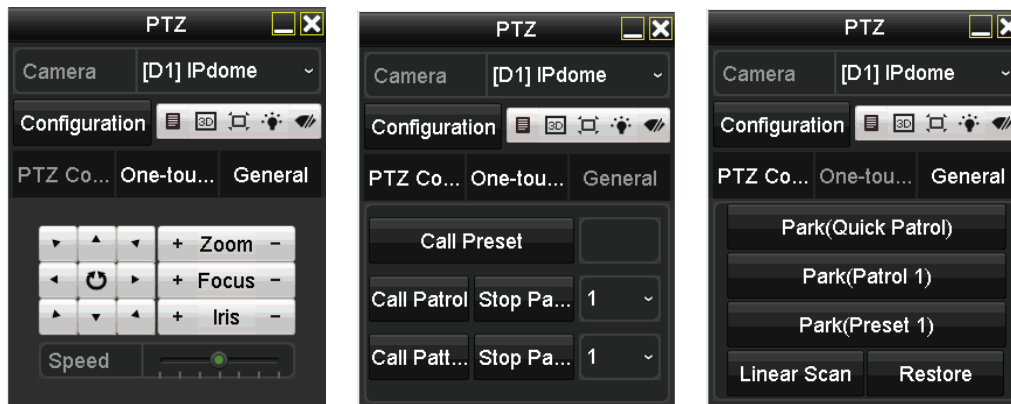 PTZ
Camera [D1] IPdome
Configuration 3D
PTZ Co... One-tou... General
+ Zoom -
+ Focus -
+ Iris -
Speed
PTZ
Camera [D1] IPdome
Configuration 3D
PTZ Co... One-tou... General
Call Preset
Call Patrol Stop Pa... 1
Call Patt... Stop Pa... 1
PTZ
Camera [D1] IPdome
Configuration 3D
PTZ Co... One-tou... General
Park(Quick Patrol)
Park(Patrol 1)
Park(Preset 1)
Linear Scan Restore